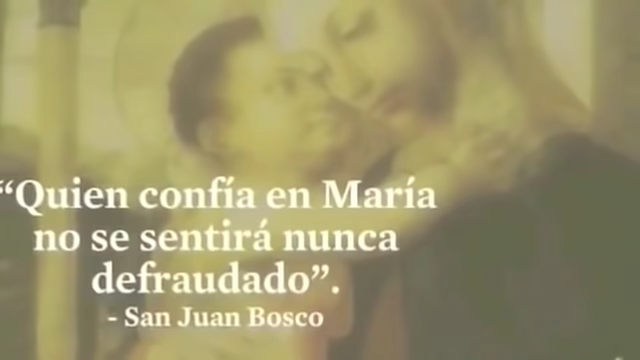 “Quien confía en María
no se sentirá nunca
defraudado”.
- San Juan Bosco